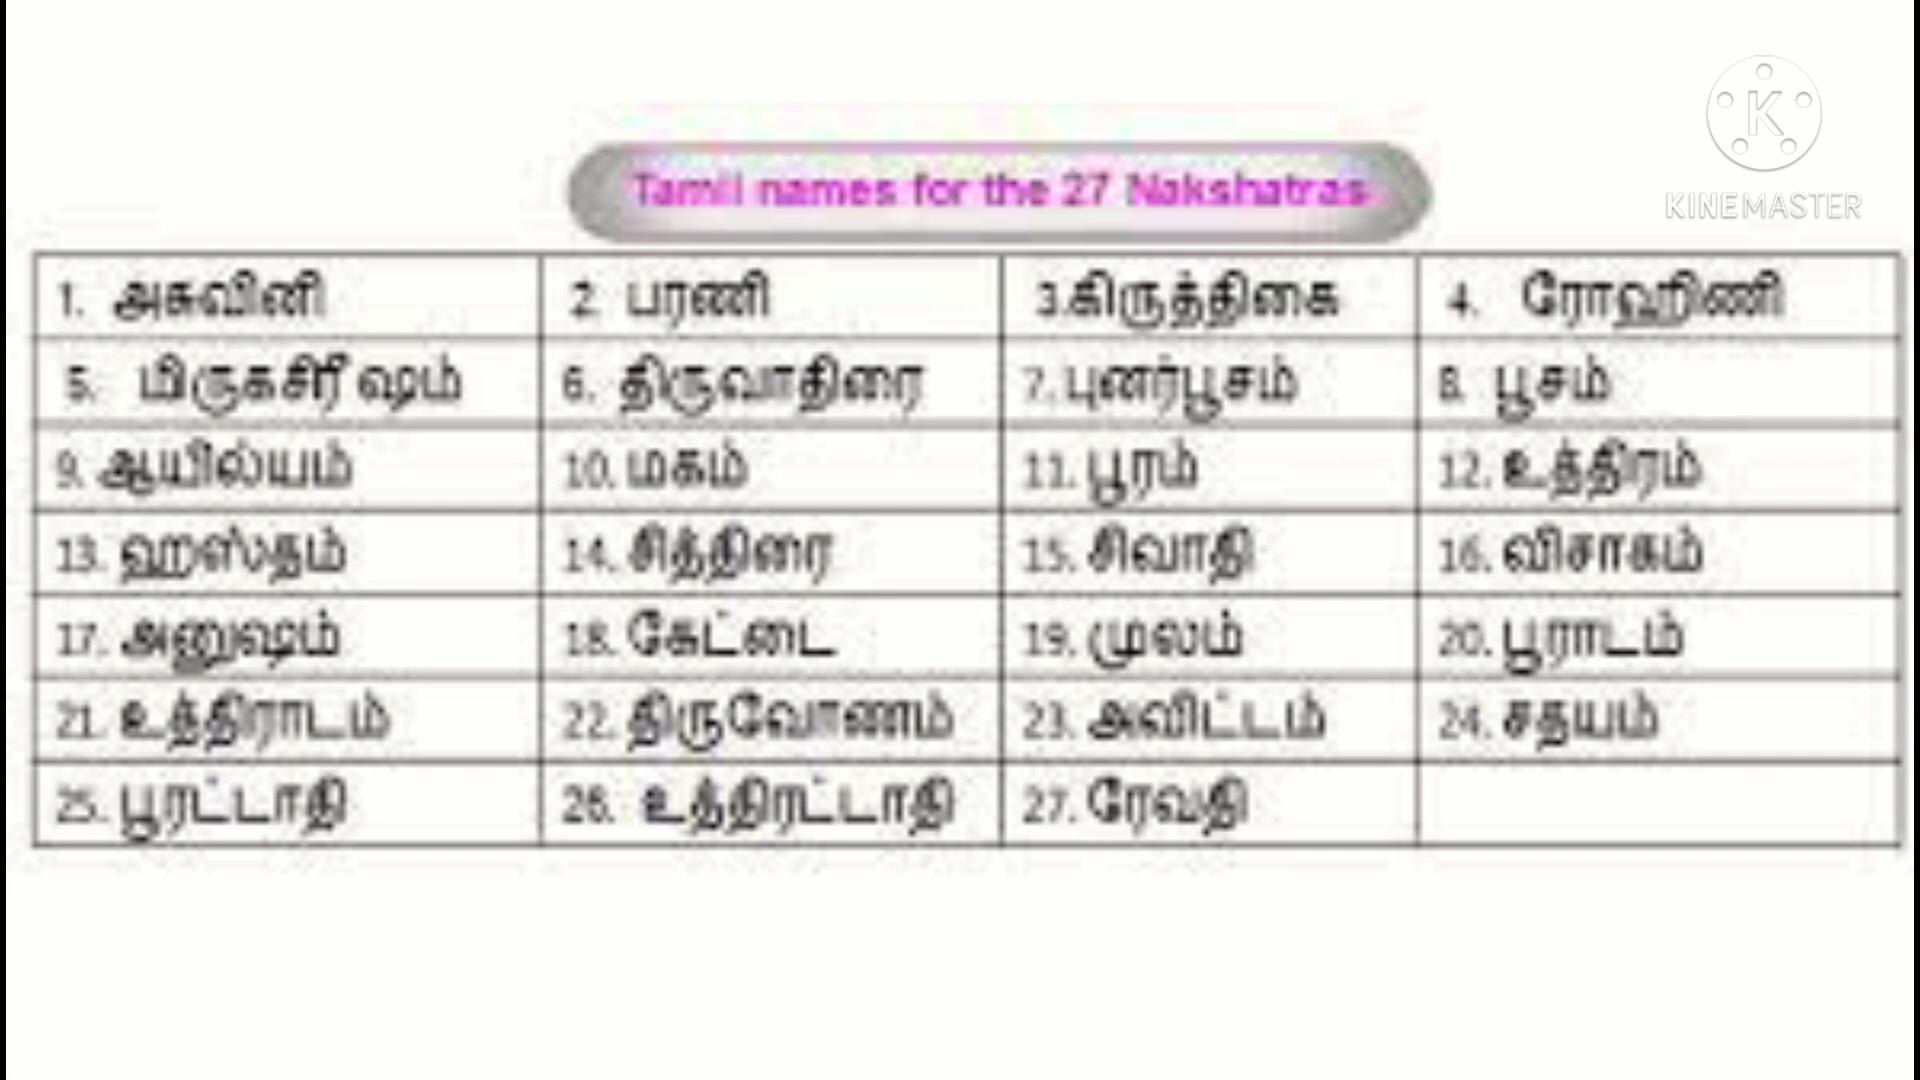 KINEMASTER
Tamil names for the 27 Nakshatras
1. அசுவினி 2. பரணி 3.கிருத்திகை 4. ரோஹிணி
5. மிருகசிரீ ஷம் 6. திருவாதிரை 7. புனர்பூசம் 8. பூசம்
9. ஆயில்யம் 10. மகம் 11. பூரம் 12. உத்திரம்
13. ஹஸ்தம் 14. சித்திரை 15. சிவாதி 16. விசாகம்
17. அனுஷம் 18. கேட்டை 19. முலம் 20. பூராடம்
21. உத்திராடம் 22. திருவோணம் 23. அவிட்டம் 24. சதயம்
25. பூரட்டாதி 26. உத்திரட்டாதி 27. ரேவதி